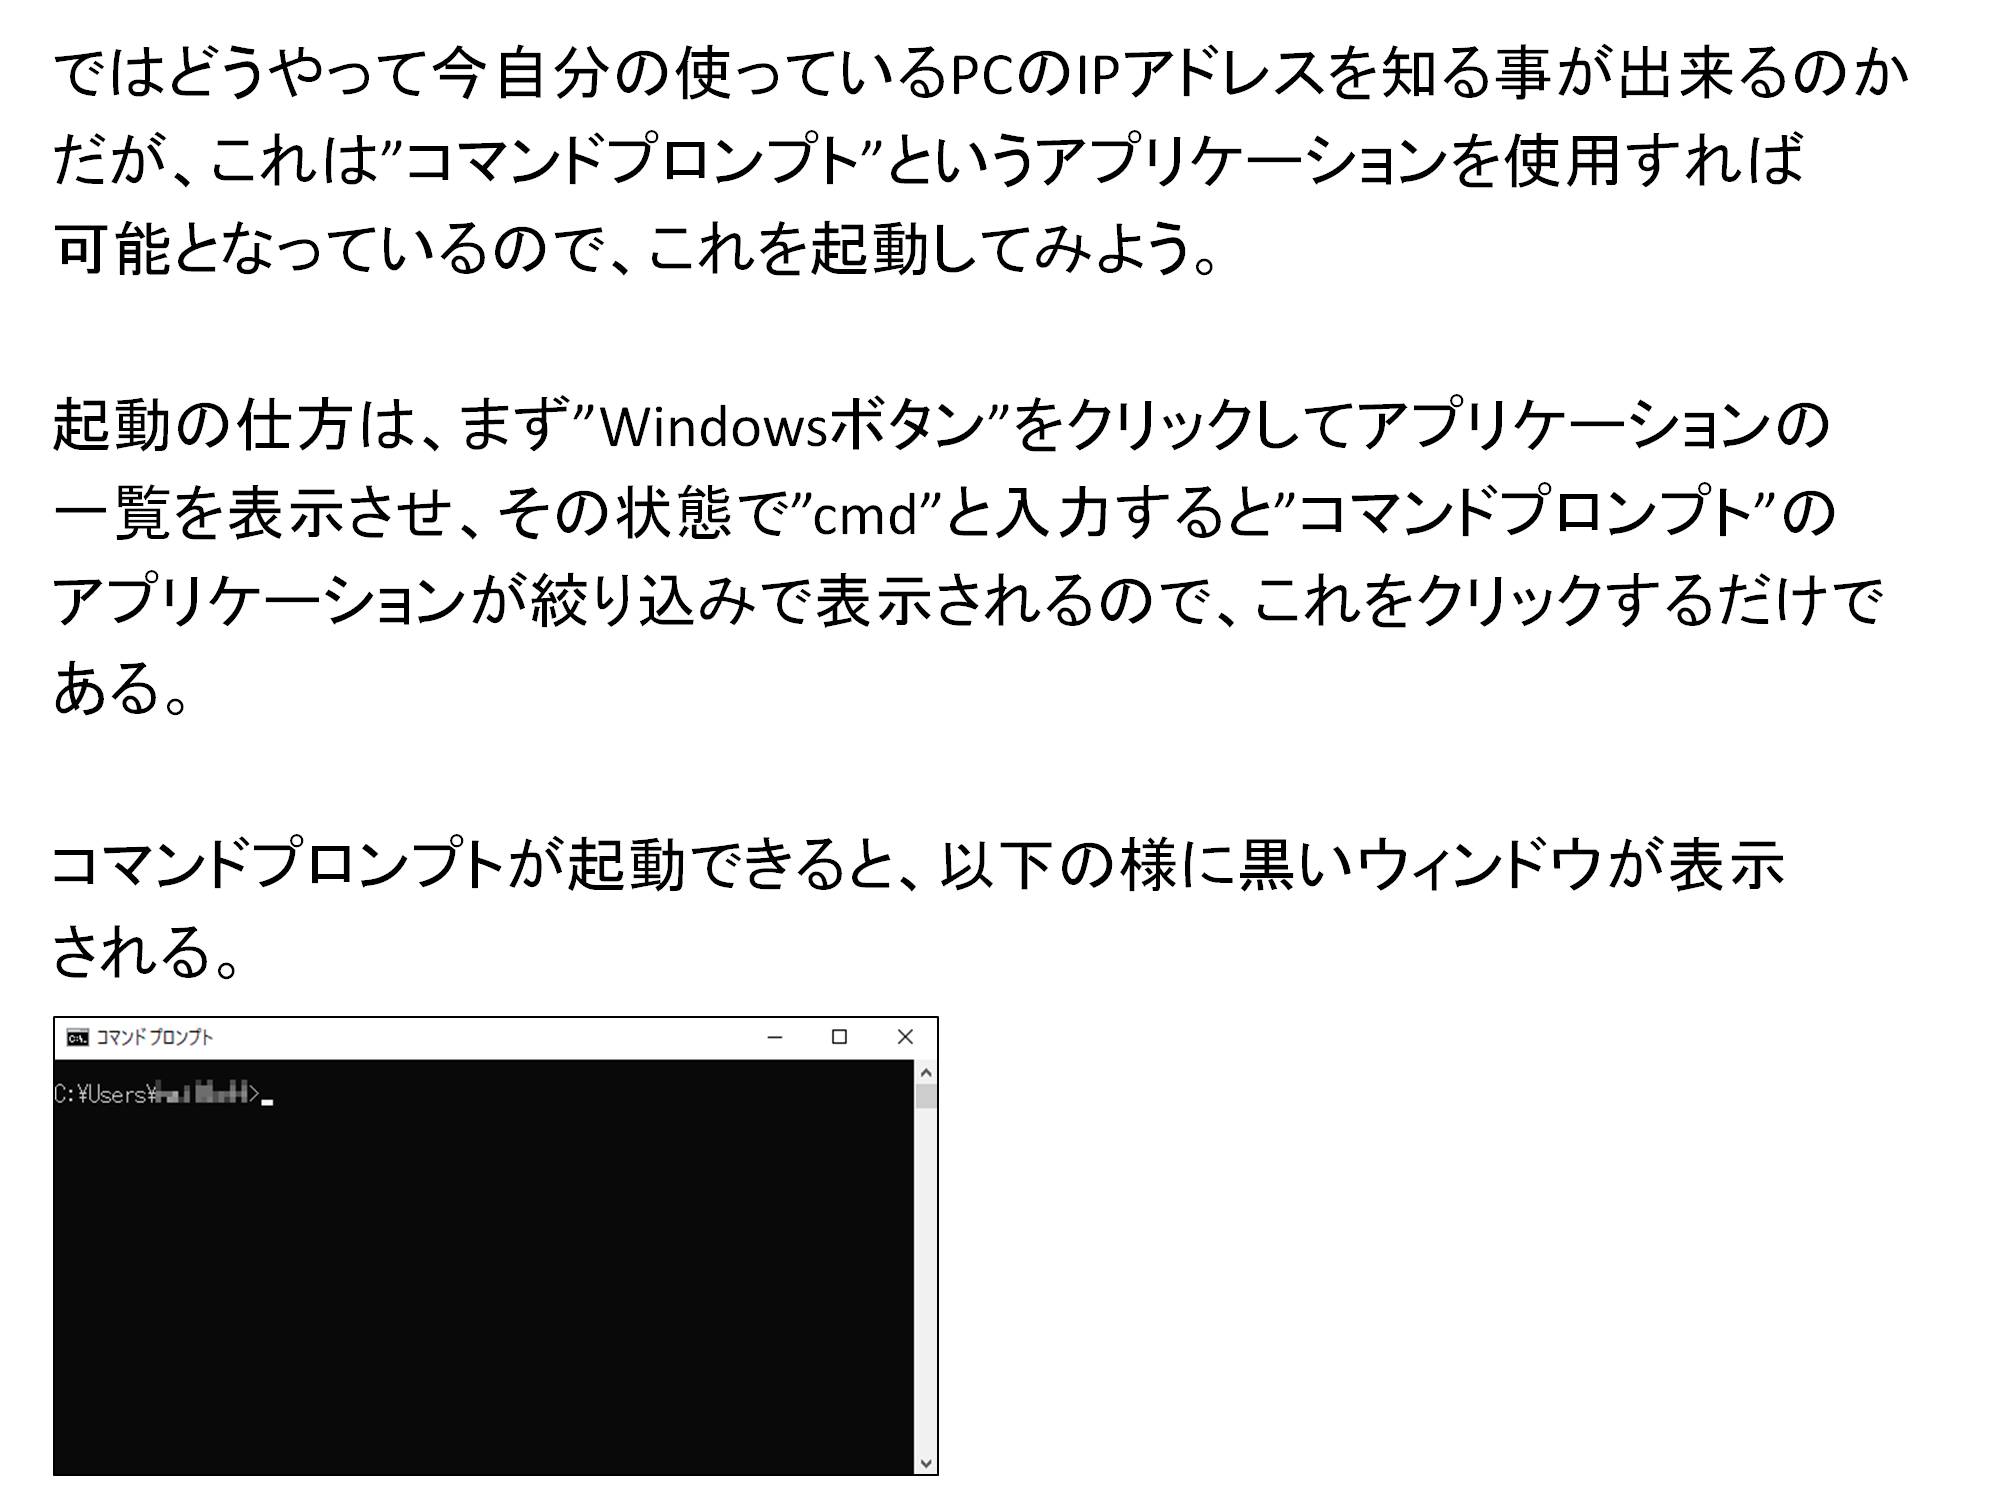 ではどうやって今自分の使っているPCのIPアドレスを知る事が出来るのか
だが、これは”コマンドプロンプト”というアプリケーションを使用すれば
可能となっているので、これを起動してみよう。
起動の仕方は、まず”Windowsボタン”をクリックしてアプリケーションの
一覧を表示させ、その状態で”cmd”と入力すると”コマンドプロンプト”の
アプリケーションが絞り込みで表示されるので、これをクリックするだけで
ある。
コマンドプロンプトが起動できると、以下の様に黒いウィンドウが表示
される。
コマンド プロンプト
C:¥Users¥>